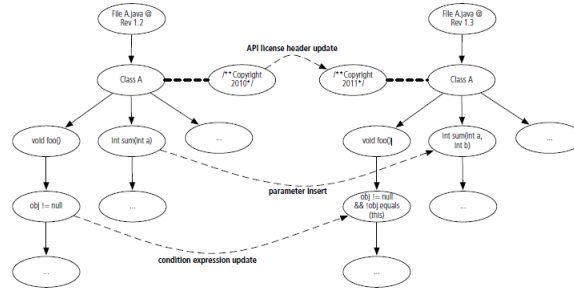 File A.java @
Rev 1.2
File A.java @
Rev 1.3
API license header update
Class A
/**Copyright
2010*/
/**Copyright
2011*/
Class A
void foo()
int sum(int a)
...
void foo()
int sum(int a,
int b)
...
parameter insert
obj != null
...
obj != null
&& !obj.equals
(this)
...
condition expression update
...
...